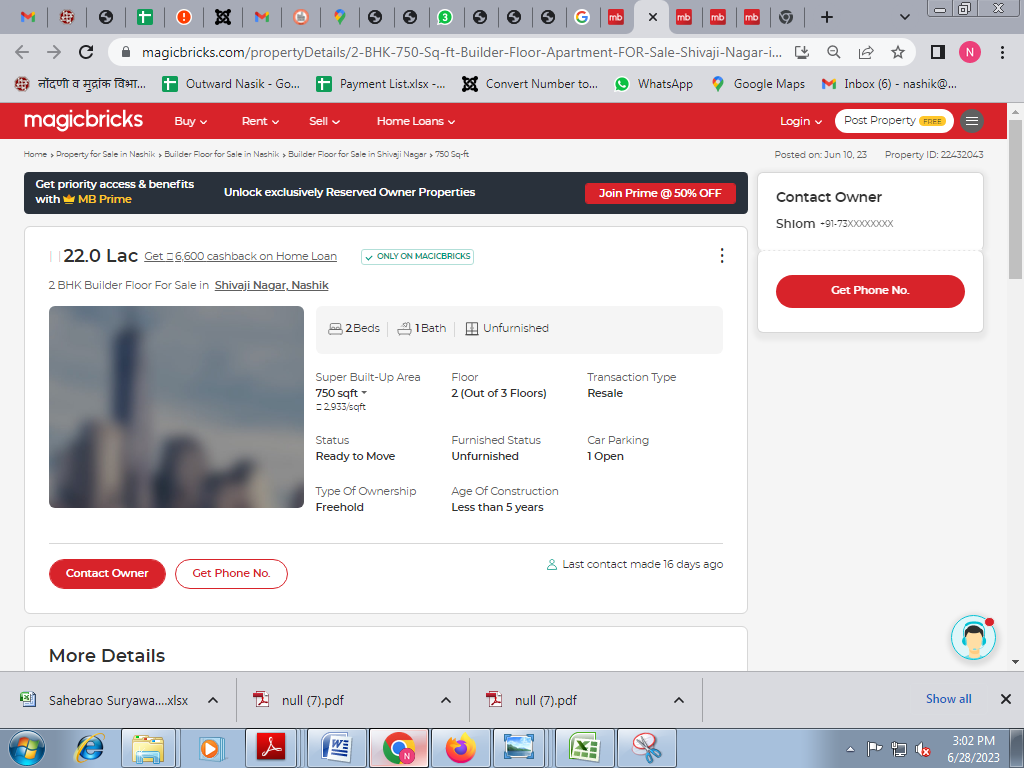 3
mb
mb
mb
mb
magicbricks.com/propertyDetails/2-BHK-750-Sq-ft-Builder-Floor-Apartment-FOR-Sale-Shivaji-Nagar-i...
N
नोंदणी व मुद्रांक विभा...
Outward Nasik - Go...
Payment List.xlsx -...
Convert Number to...
WhatsApp
Google Maps
Inbox (6) - nashik@...
magicbricks
Buy
Rent
Sell
Home Loans
Login
Post Property FREE
Home › Property for Sale in Nashik › Builder Floor for Sale in Nashik › Builder Floor for Sale in Shivaji Nagar › 750 Sq-ft
Posted on: Jun 10, 23 Property ID: 22432043
Get priority access & benefits
with MB Prime
Unlock exclusively Reserved Owner Properties
Join Prime @ 50% OFF
Contact Owner
Shlom +91-73XXXXXXXX
Get Phone No.
22.0 Lac Get 6,600 cashback on Home Loan
ONLY ON MAGICBRICKS
2 BHK Builder Floor For Sale in Shivaji Nagar, Nashik
2 Beds
1 Bath
Unfurnished
Super Built-Up Area
750 sqft
2,933/sqft
Floor
2 (Out of 3 Floors)
Transaction Type
Resale
Status
Ready to Move
Furnished Status
Unfurnished
Car Parking
1 Open
Type Of Ownership
Freehold
Age Of Construction
Less than 5 years
Contact Owner
Get Phone No.
Last contact made 16 days ago
More Details
Sahebrao Suryawa....xlsx
null (7).pdf
null (7).pdf
Show all
N
3:02 PM
6/28/2023